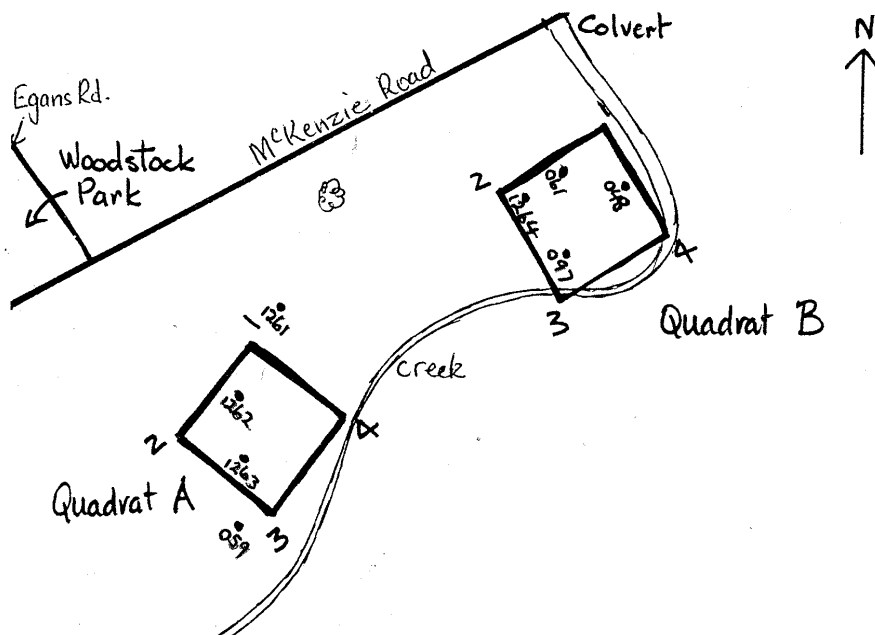 Colvert
N
McKenzie Road
Egans Rd.
Woodstock
Park
2
061
048
1264
097
4
3
Quadrat B
1261
Creek
1262
4
2
1263
Quadrat A
059
3